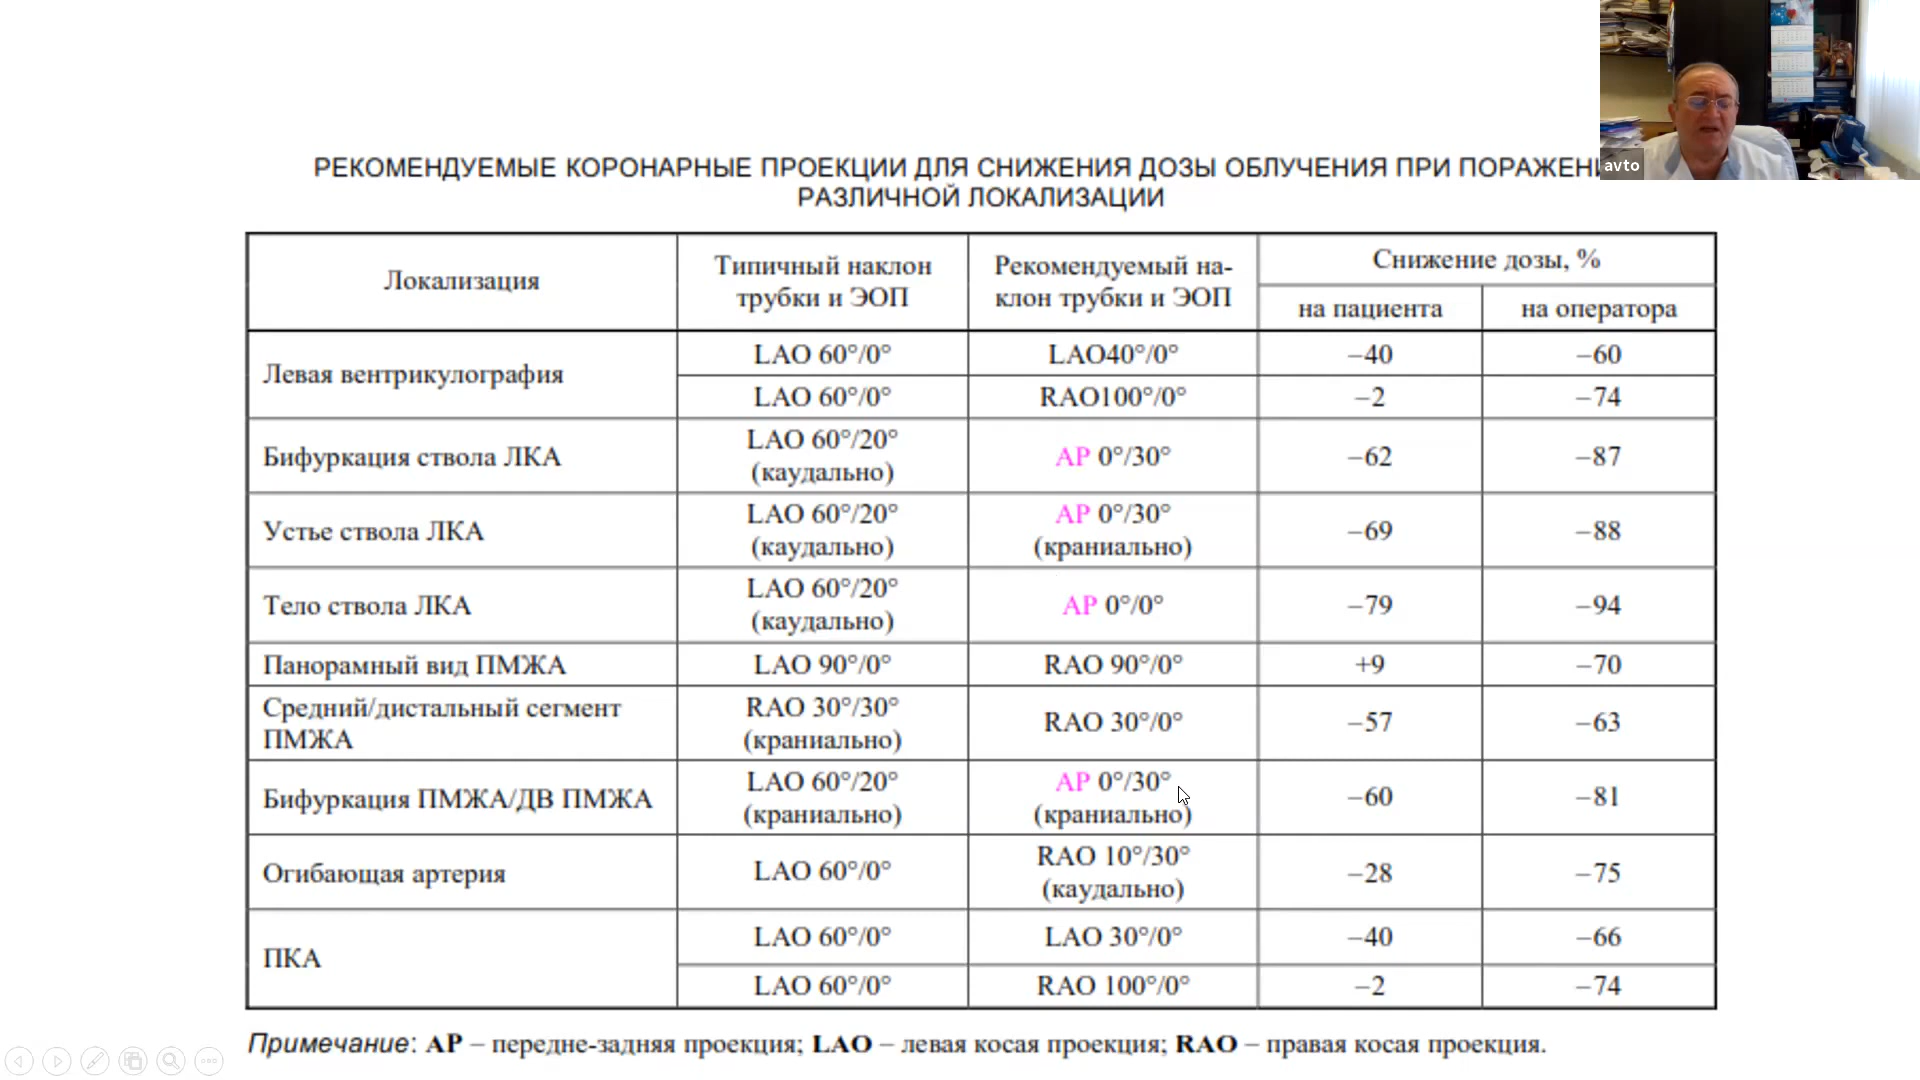 РЕКОМЕНДУЕМЫЕ КОРОНАРНЫЕ ПРОЕКЦИИ ДЛЯ СНИЖЕНИЯ ДОЗЫ ОБЛУЧЕНИЯ ПРИ ПОРАЖЕНИ
РАЗЛИЧНОЙ ЛОКАЛИЗАЦИИ
avto
Локализация
Типичный наклон
трубки и ЭОП
Рекомендуемый на-
клон трубки и ЭОП
Снижение дозы, %
на пациента
на оператора
Левая вентрикулография
LAO 60°/0°
LAO40°/0°
–40
–60
LAO 60°/0°
RAO100°/0°
–2
–74
Бифуркация ствола ЛКА
LAO 60°/20°
(каудально)
AP 0°/30°
–62
–87
Устье ствола ЛКА
LAO 60°/20°
(каудально)
AP 0°/30°
(краниально)
–69
–88
Тело ствола ЛКА
LAO 60°/20°
(каудально)
AP 0°/0°
–79
–94
Панорамный вид ПМЖА
LAO 90°/0°
RAO 90°/0°
+9
–70
Средний/дистальный сегмент
ПМЖА
RAO 30°/30°
(краниально)
RAO 30°/0°
–57
–63
Бифуркация ПМЖА/ДВ ПМЖА
LAO 60°/20°
(краниально)
AP 0°/30°
(краниально)
–60
–81
Огибающая артерия
LAO 60°/0°
RAO 10°/30°
(каудально)
–28
–75
ПКА
LAO 60°/0°
LAO 30°/0°
–40
–66
LAO 60°/0°
RAO 100°/0°
–2
–74
Примечание: AP – передне-задняя проекция; LAO – левая косая проекция; RAO – правая косая проекция.